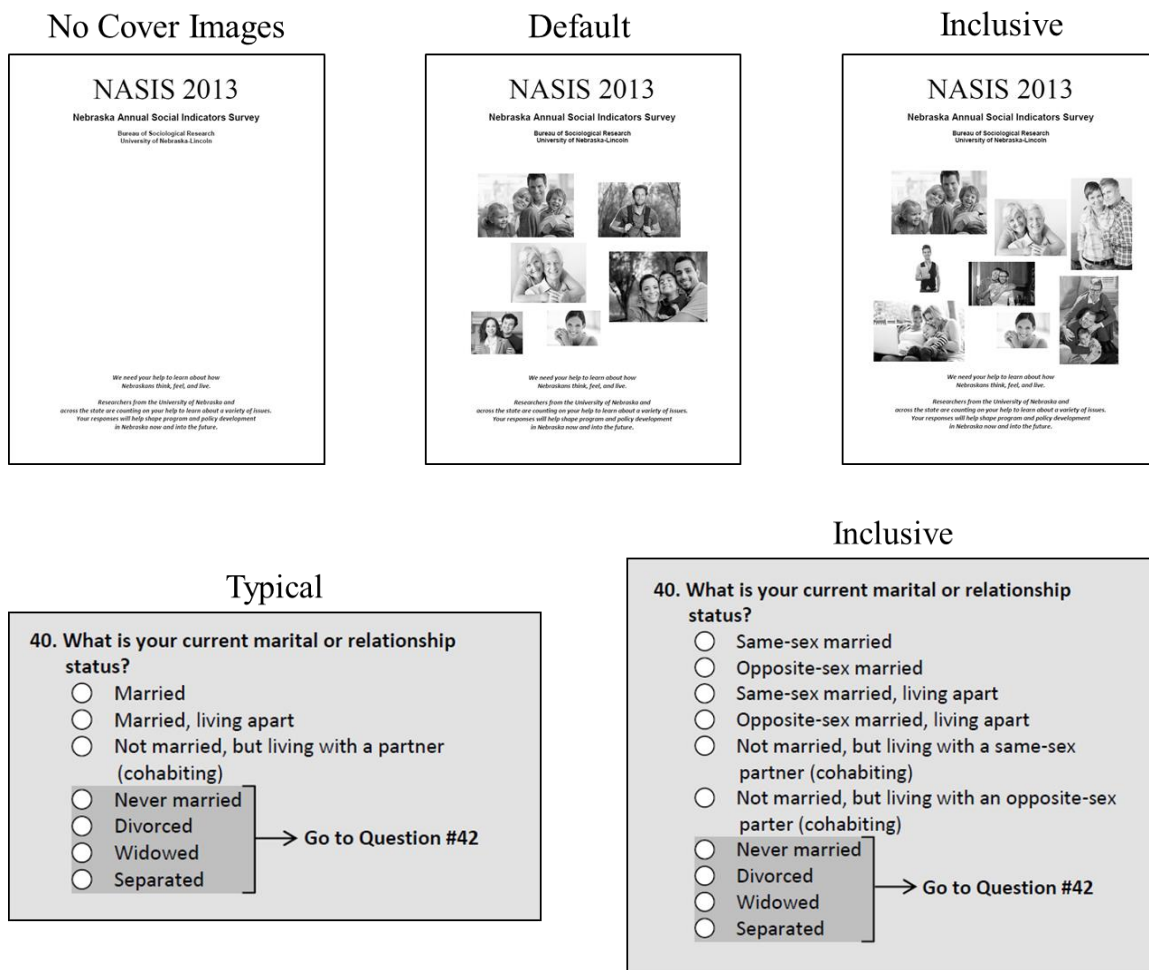 No Cover Images
NASIS 2013
Nebraska Annual Social Indicators Survey
Bureau of Sociological Research
University of Nebraska-Lincoln
We need your help to learn about how
Nebraskans think, feel, and live.
Researchers from the University of Nebraska and
across the state are counting on your help to learn about a variety of issues.
Your responses will help shape program and policy development
in Nebraska now and into the future.
Default
NASIS 2013
Nebraska Annual Social Indicators Survey
Bureau of Sociological Research
University of Nebraska-Lincoln
We need your help to learn about how
Nebraskans think, feel, and live.
Researchers from the University of Nebraska and
across the state are counting on your help to learn about a variety of issues.
Your responses will help shape program and policy development
in Nebraska now and into the future.
Inclusive
NASIS 2013
Nebraska Annual Social Indicators Survey
Bureau of Sociological Research
University of Nebraska-Lincoln
We need your help to learn about how
Nebraskans think, feel, and live.
Researchers from the University of Nebraska and
across the state are counting on your help to learn about a variety of issues.
Your responses will help shape program and policy development
in Nebraska now and into the future.
Typical
40. What is your current marital or relationship
status?
Married
Married, living apart
Not married, but living with a partner
(cohabiting)
Never married
Divorced
Widowed
Separated
Go to Question #42
Inclusive
40. What is your current marital or relationship
status?
Same-sex married
Opposite-sex married
Same-sex married, living apart
Opposite-sex married, living apart
Not married, but living with a same-sex
partner (cohabiting)
Not married, but living with an opposite-sex
parter (cohabiting)
Never married
Divorced
Widowed
Separated
Go to Question #42